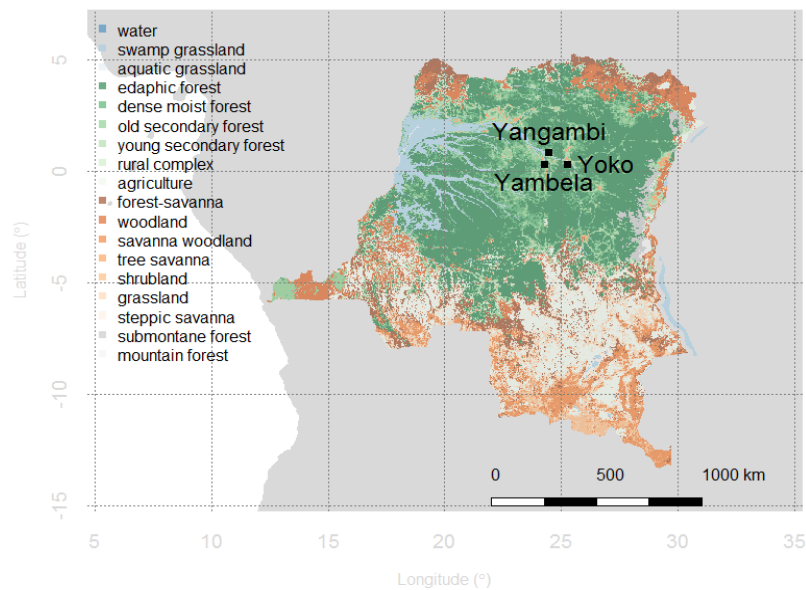 water
swamp grassland
aquatic grassland
edaphic forest
dense moist forest
old secondary forest
young secondary forest
rural complex
agriculture
forest-savanna
woodland
savanna woodland
tree savanna
shrubland
grassland
steppic savanna
submontane forest
mountain forest
Yangambi
Yoko
Yambela
0 500 1000 km
5
0
-5
-10
-15
Latitude (°)
5 10 15 20 25 30 35
Longitude (°)